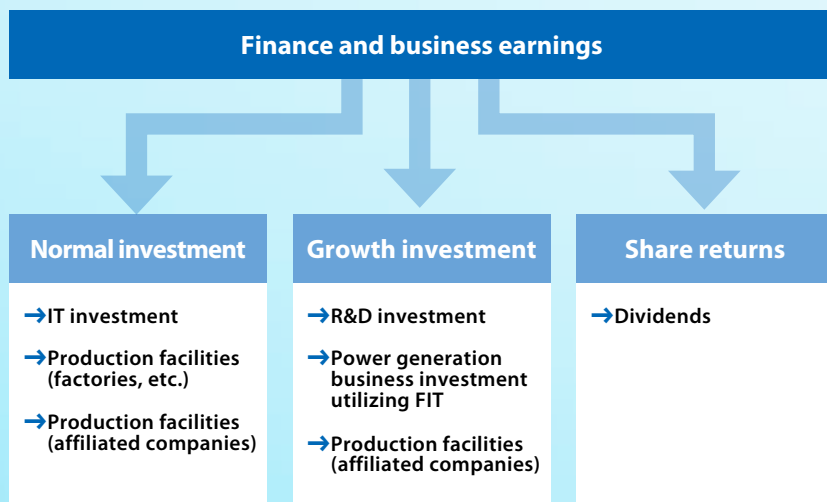 Finance and business earnings
Normal investment
→IT investment
→Production facilities
(factories, etc.)
→Production facilities
(affiliated companies)
Growth investment
→R&D investment
→Power generation
business investment
utilizing FIT
→Production facilities
(affiliated companies)
Share returns
→Dividends